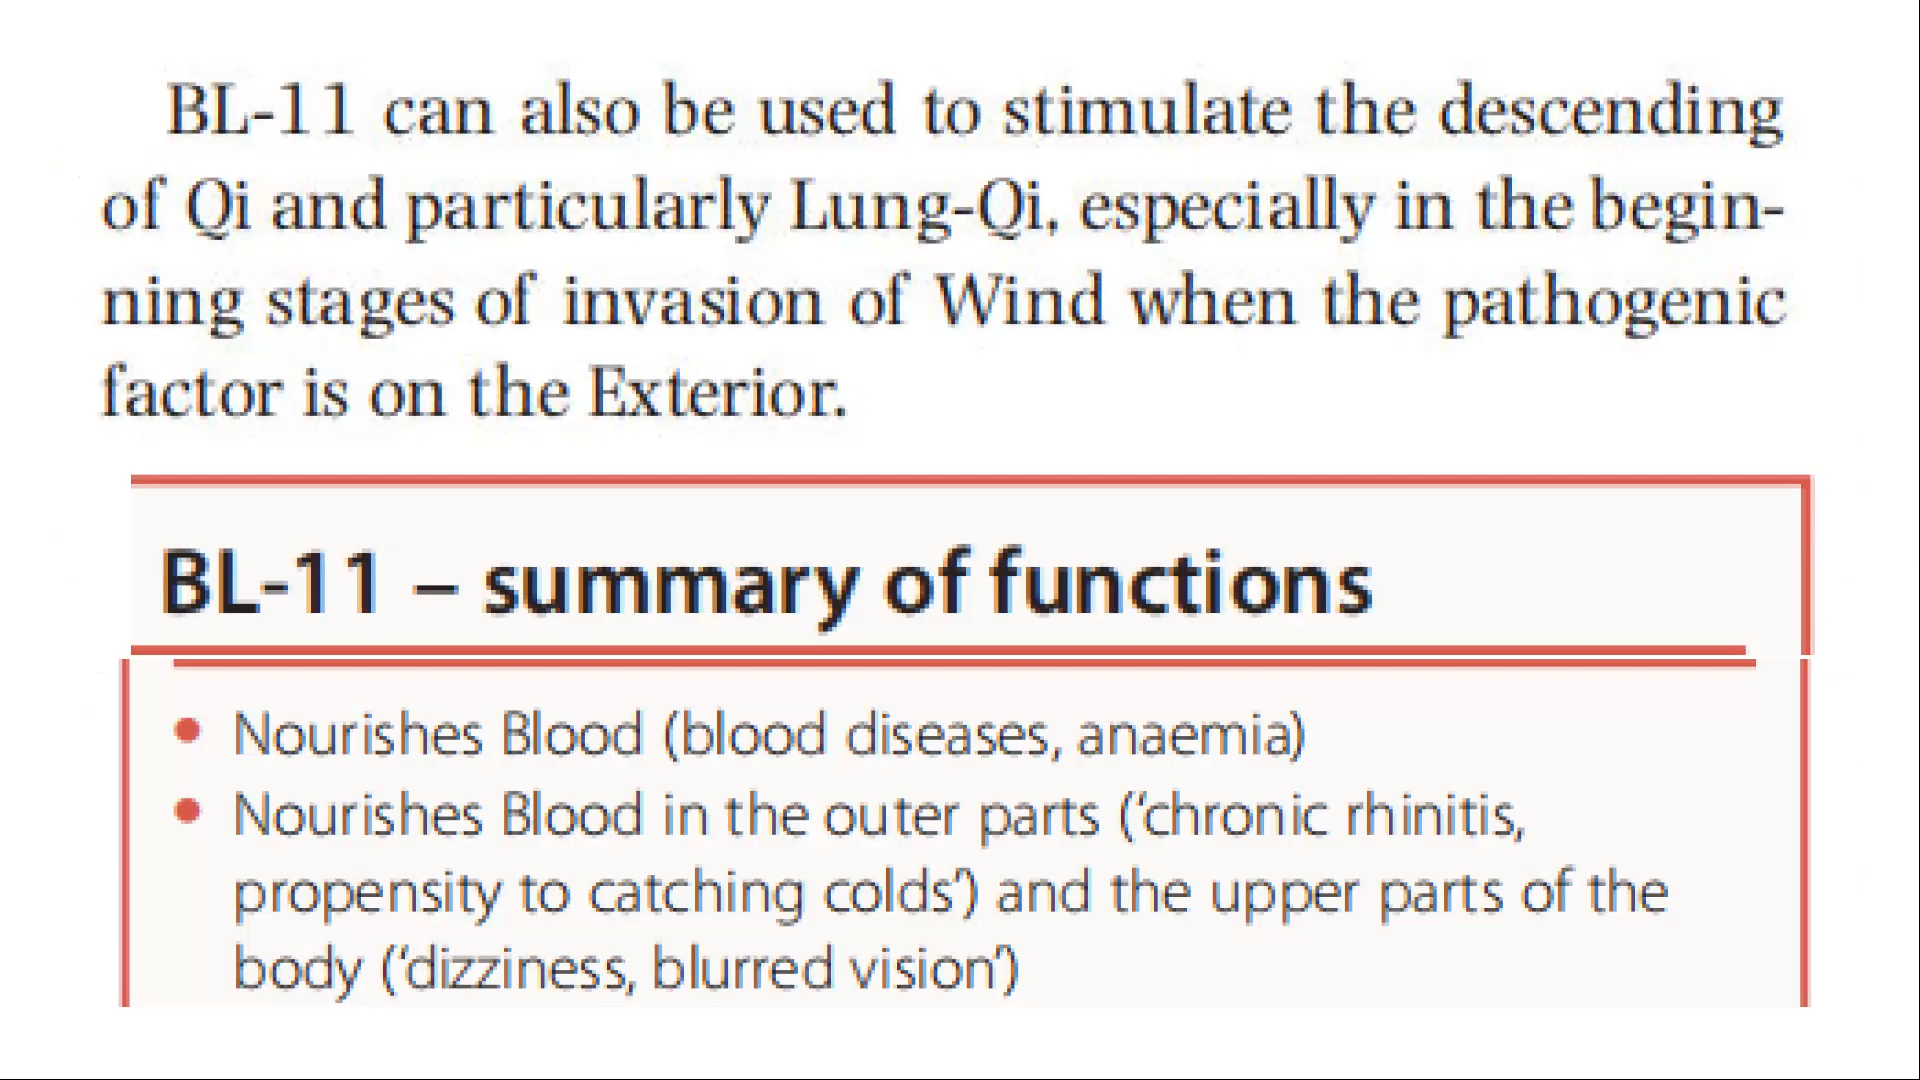 BL-11 can also be used to stimulate the descending
of Qi and particularly Lung-Qi, especially in the begin-
ning stages of invasion of Wind when the pathogenic
factor is on the Exterior.
BL-11 – summary of functions
• Nourishes Blood (blood diseases, anaemia)
• Nourishes Blood in the outer parts (‘chronic rhinitis,
propensity to catching colds’) and the upper parts of the
body (‘dizziness, blurred vision’)